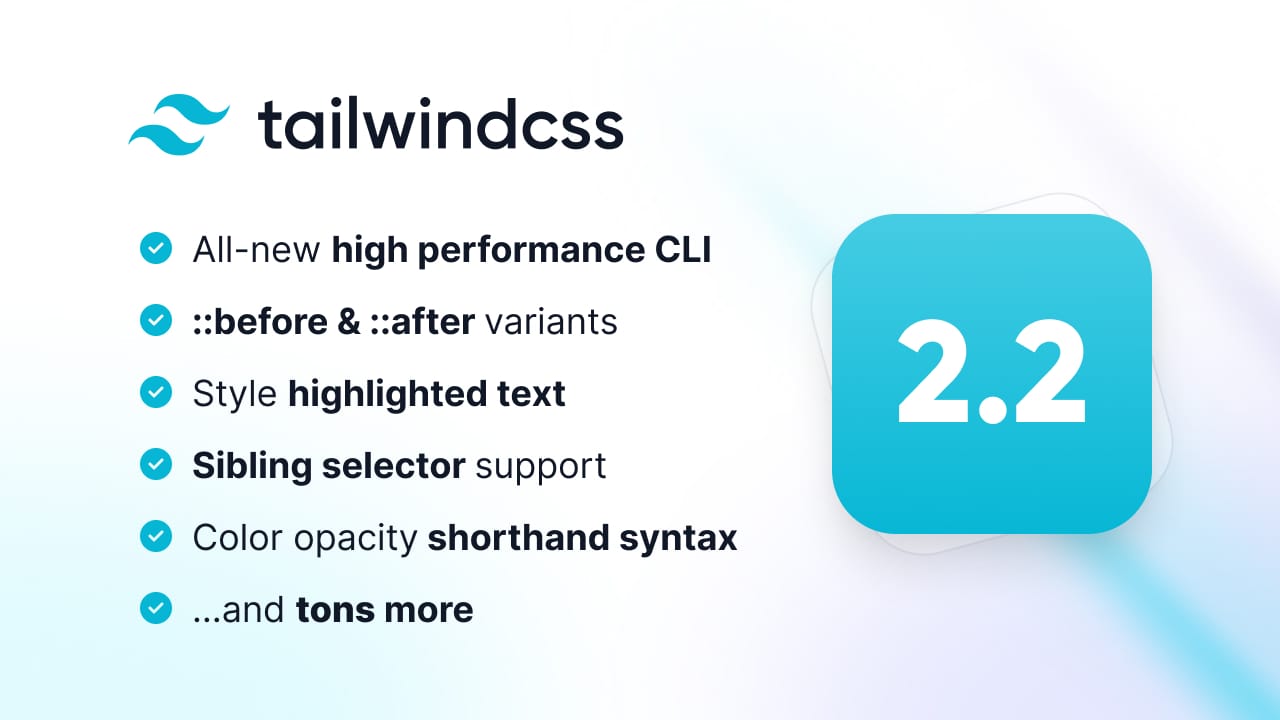 tailwindcss
All-new high performance CLI
::before & ::after variants
Style highlighted text
Sibling selector support
Color opacity shorthand syntax
...and tons more
2.2